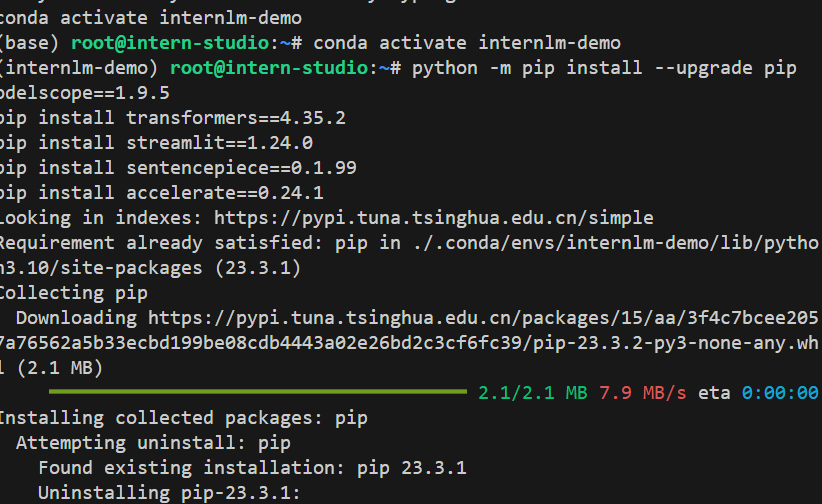 conda activate internlm-demo
(base) root@intern-studio:~# conda activate internlm-demo
(internlm-demo) root@intern-studio:~# python -m pip install --upgrade pip
odelscope==1.9.5
pip install transformers==4.35.2
pip install streamlit==1.24.0
pip install sentencepiece==0.1.99
pip install accelerate==0.24.1
Looking in indexes: https://pypi.tuna.tsinghua.edu.cn/simple
Requirement already satisfied: pip in ./.conda/envs/internlm-demo/lib/pytho
n3.10/site-packages (23.3.1)
Collecting pip
Downloading https://pypi.tuna.tsinghua.edu.cn/packages/15/aa/3f4c7bcee205
7a76562a5b33ecbd199be08cdb4443a02e26bd2c3cf6fc39/pip-23.3.2-py3-none-any.wh
l (2.1 MB)
2.1/2.1 MB 7.9 MB/s eta 0:00:00
Installing collected packages: pip
Attempting uninstall: pip
Found existing installation: pip 23.3.1
Uninstalling pip-23.3.1: